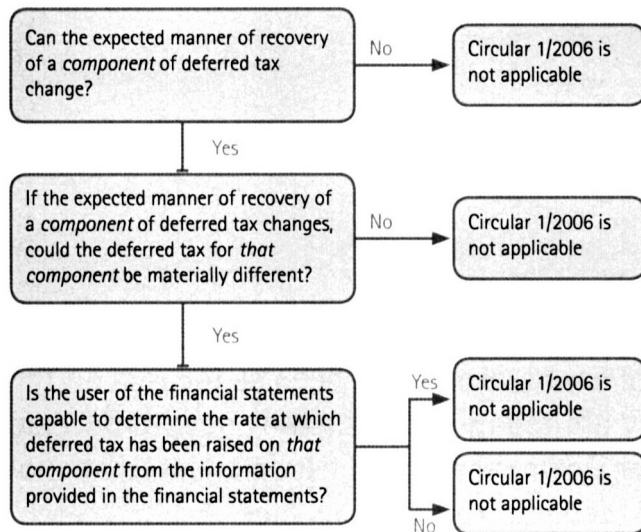 Can the expected manner of recovery
of a component of deferred tax
change?
No
Circular 1/2006 is
not applicable
Yes
If the expected manner of recovery of
a component of deferred tax changes,
could the deferred tax for that
component be materially different?
No
Circular 1/2006 is
not applicable
Yes
Is the user of the financial statements
capable to determine the rate at which
deferred tax has been raised on that
component from the information
provided in the financial statements?
Yes
Circular 1/2006 is
not applicable
No
Circular 1/2006 is
not applicable